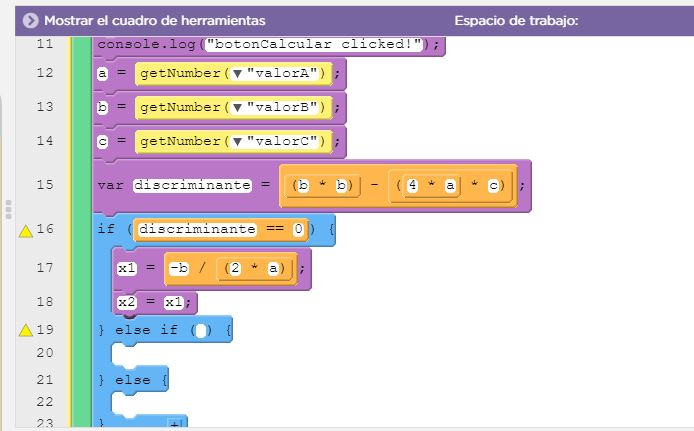 Mostrar el cuadro de herramientas Espacio de trabajo:
11 console.log("botonCalcular clicked!");
12 a = getNumber(▼"valorA");
13 b = getNumber(▼"valorB");
14 c = getNumber(▼"valorC");
15 var discriminante = (b * b) - (4 * a * c);
16 if (discriminante == 0) {
17 x1 = -b / (2 * a);
18 x2 = x1;
19 } else if ( ) {
20
21 } else {
22
23 }